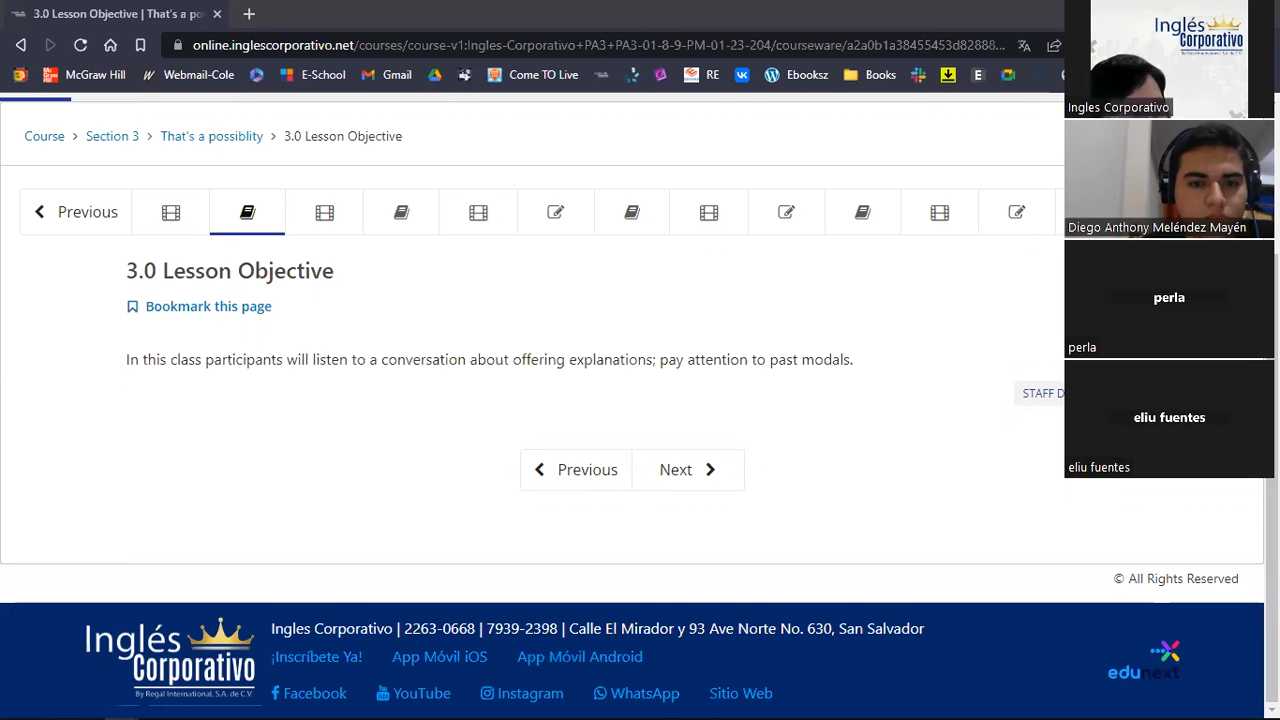 3.0 Lesson Objective | That's a po
online.inglescorporativo.net/courses/course-v1:Ingles-Corporativo+PA3+PA3-01-8-9-PM-01-23-204/courseware/a2a0b1a38455453d82888...
McGraw Hill
Webmail-Cole
E-School
Gmail
Come TO Live
RE
Ebooksz
Books
Course > Section 3 > That's a possiblity > 3.0 Lesson Objective
Previous
3.0 Lesson Objective
Bookmark this page
In this class participants will listen to a conversation about offering explanations; pay attention to past modals.
STAFF D
Previous
Next
© All Rights Reserved
Inglés
Corporativo
By Regal International, S.A. de C.V.
Ingles Corporativo | 2263-0668 | 7939-2398 | Calle El Mirador y 93 Ave Norte No. 630, San Salvador
¡Inscríbete Ya!
App Móvil iOS
App Móvil Android
Facebook
YouTube
Instagram
WhatsApp
Sitio Web
edunext
Inglés
Corporativo
Ingles Corporativo
Diego Anthony Meléndez Mayén
perla
perla
eliu fuentes
eliu fuentes